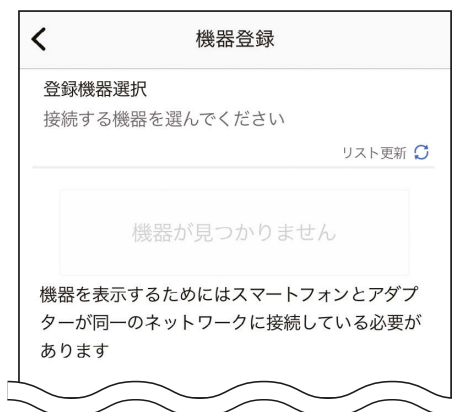 機器登録
登録機器選択
接続する機器を選んでください
リスト更新
機器が見つかりません
機器を表示するためにはスマートフォンとアダプ
ターが同一のネットワークに接続している必要が
あります